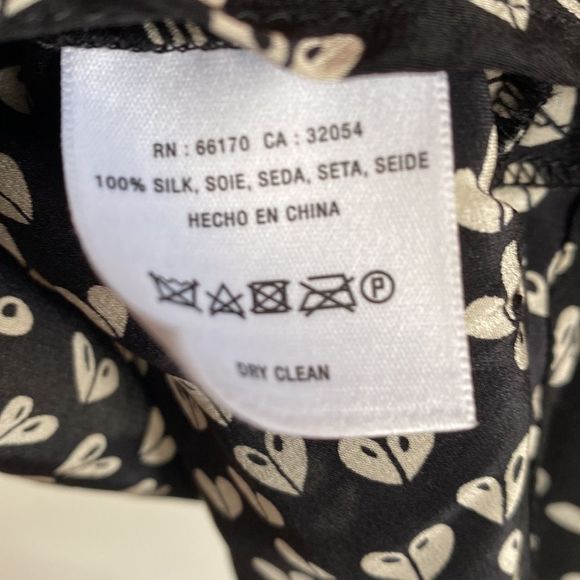 RN : 66170 CA : 32054
100% SILK, SOIE, SEDA, SETA, SEIDE
HECHO EN CHINA
P
DRY CLEAN